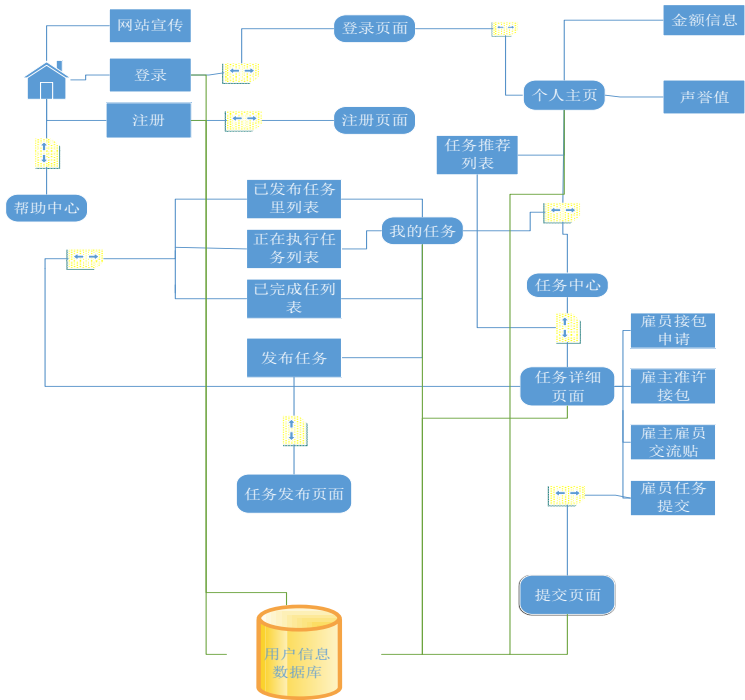 网站宣传
登录页面
金额信息
登录
个人主页
声誉值
注册
注册页面
任务推荐
列表
帮助中心
已发布任务
里列表
我的任务
正在执行任
务列表
任务中心
已完成任列
表
雇员接包
申请
发布任务
任务详细
页面
雇主准许
接包
雇主雇员
交流贴
任务发布页面
雇员任务
提交
提交页面
用户信息
数据库